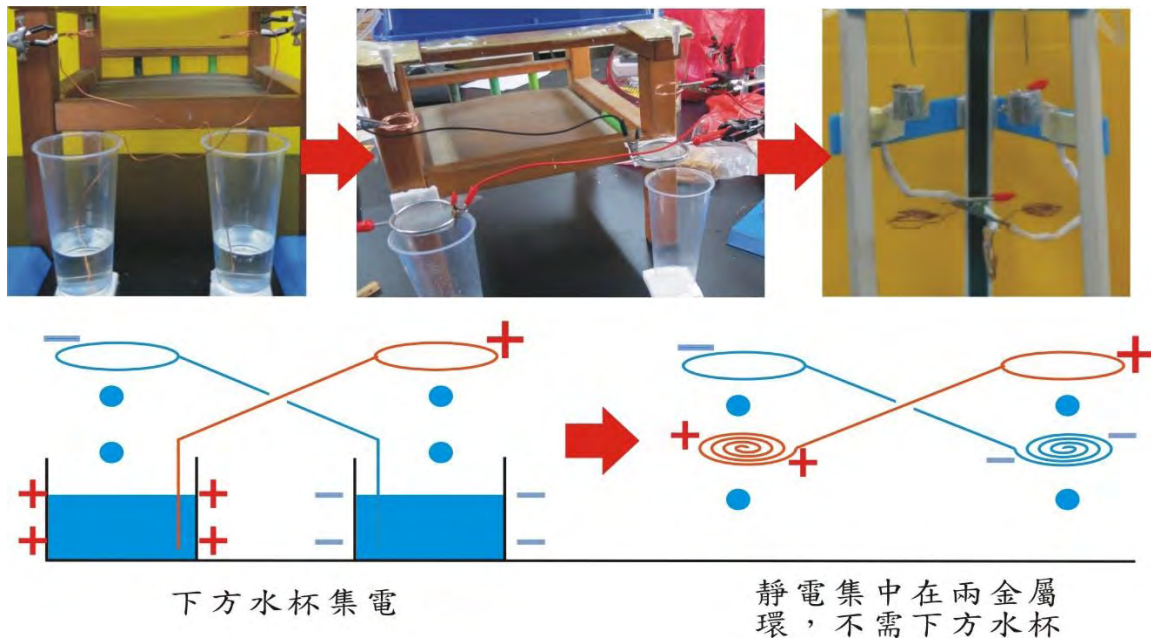 下方水杯集電
靜電集中在兩金屬
環，不需下方水杯